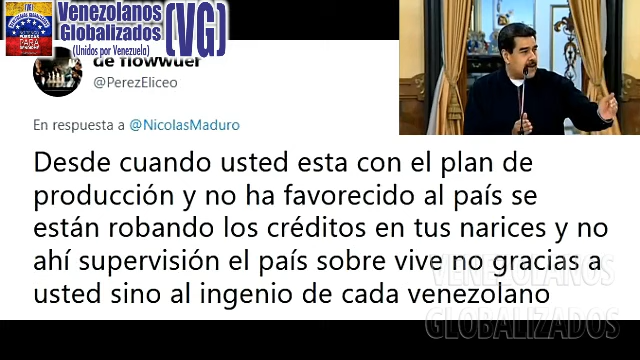 Venezolanos
Globalizados
(Unidos por Venezuela)
(VG)
de flowwuer
@PerezEliceo
En respuesta a @NicolasMaduro
Desde cuando usted esta con el plan de
producción y no ha favorecido al país se
están robando los créditos en tus narices y no
ahí supervisión el país sobre vive no gracias a
usted sino al ingenio de cada venezolano
VENEZOLANOS
GLOBALIZADOS